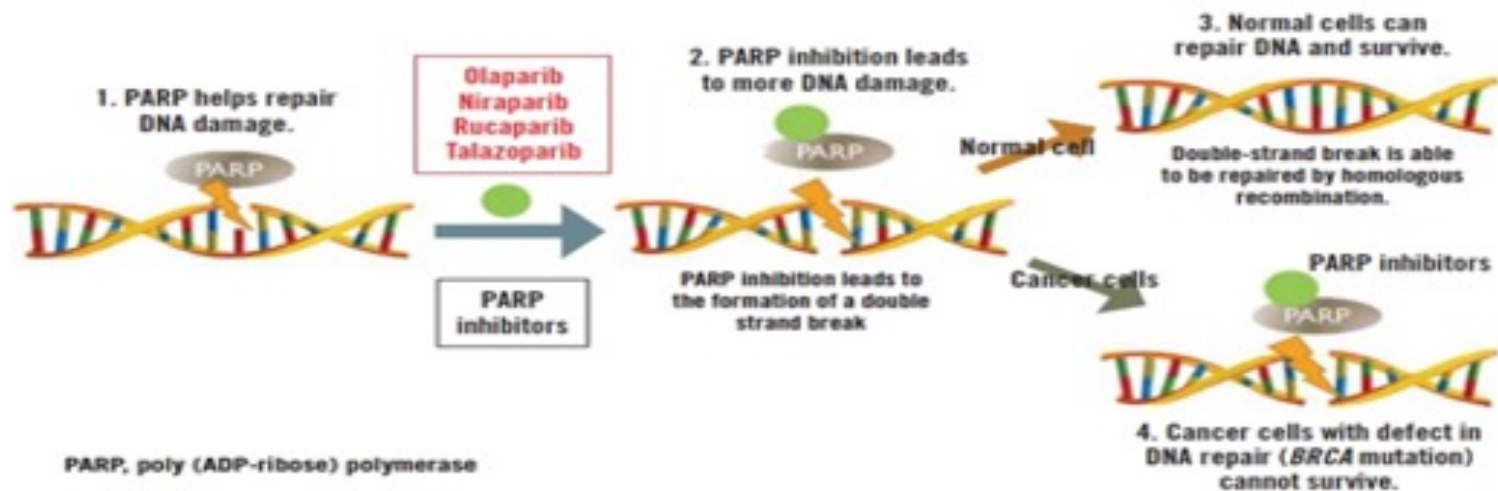 1. PARP helps repair
DNA damage.
PARP
Olaparib
Niraparib
Rucaparib
Talazoparib
PARP
inhibitors
2. PARP inhibition leads
to more DNA damage.
PARP
PARP inhibition leads to
the formation of a double
strand break
Normal cell
3. Normal cells can
repair DNA and survive.
Double-strand break is able
to be repaired by homologous
recombination.
Cancer cells
PARP inhibitors
PARP
4. Cancer cells with defect in
DNA repair (BRCA mutation)
cannot survive.
PARP, poly (ADP-ribose) polymerase